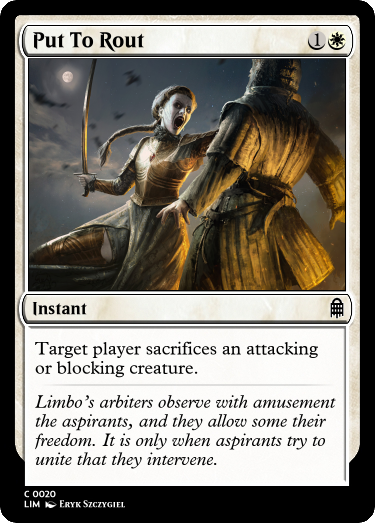 Put To Rout 1
Instant
Target player sacrifices an attacking
or blocking creature.
Limbo's arbiters observe with amusement
the aspirants, and they allow some their
freedom. It is only when aspirants try to
unite that they intervene.
C 0020
LIM Eryk Szczygieł